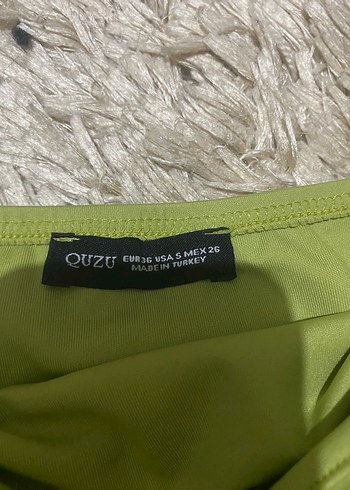 QUZU EUR36 USA S MEX 26
MADE IN TURKEY